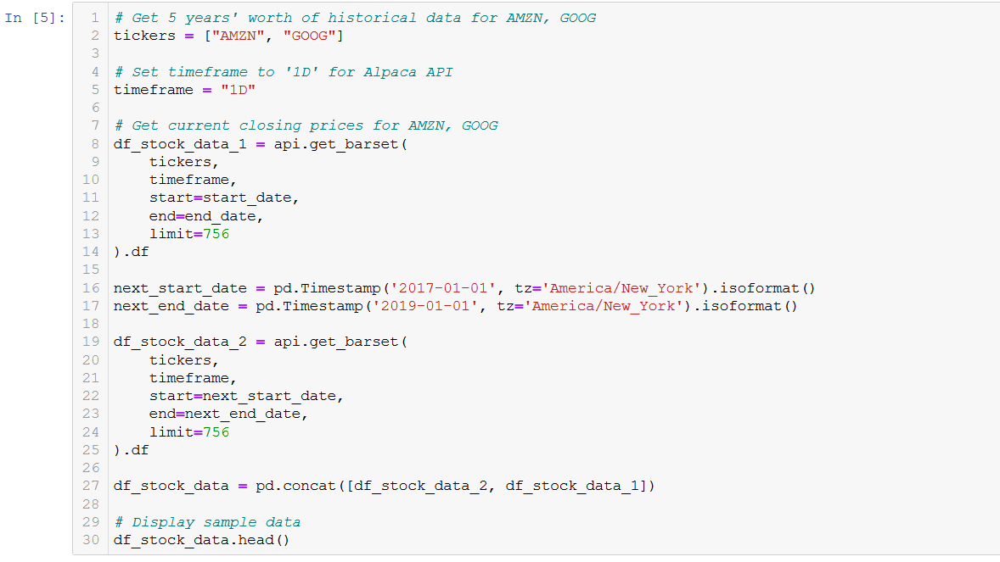 In [5]:
1 # Get 5 years' worth of historical data for AMZN, GOOG
2 tickers = ["AMZN", "GOOG"]
3
4 # Set timeframe to '1D' for Alpaca API
5 timeframe = "1D"
6
7 # Get current closing prices for AMZN, GOOG
8 df_stock_data_1 = api.get_barset(
9     tickers,
10     timeframe,
11     start=start_date,
12     end=end_date,
13     limit=756
14 ).df
15
16 next_start_date = pd.Timestamp('2017-01-01', tz='America/New_York').isoformat()
17 next_end_date = pd.Timestamp('2019-01-01', tz='America/New_York').isoformat()
18
19 df_stock_data_2 = api.get_barset(
20     tickers,
21     timeframe,
22     start=next_start_date,
23     end=next_end_date,
24     limit=756
25 ).df
26
27 df_stock_data = pd.concat([df_stock_data_2, df_stock_data_1])
28
29 # Display sample data
30 df_stock_data.head()